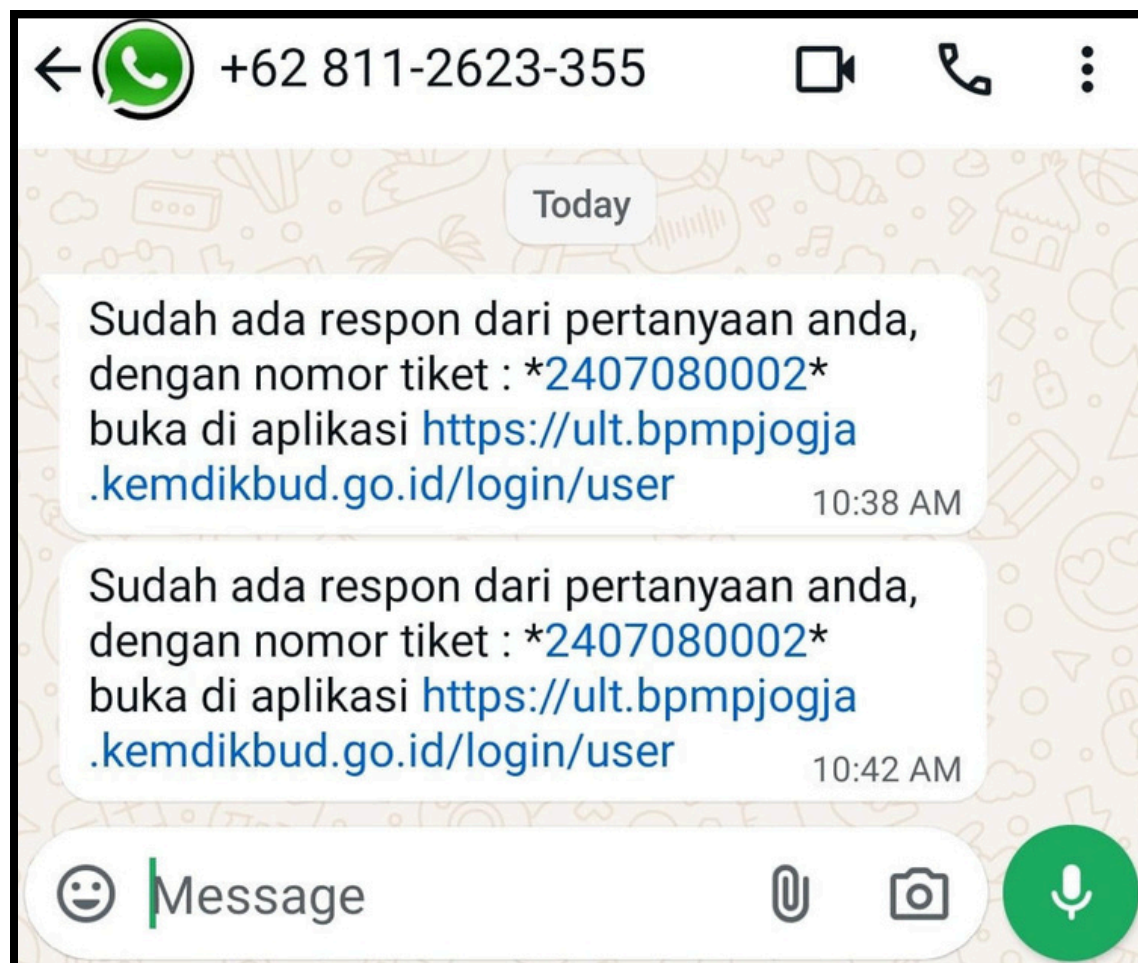 +62 811-2623-355
Today
Sudah ada respon dari pertanyaan anda,
dengan nomor tiket : *2407080002*
buka di aplikasi https://ult.bpmpjogja
.kemdikbud.go.id/login/user
10:38 AM
Sudah ada respon dari pertanyaan anda,
dengan nomor tiket : *2407080002*
buka di aplikasi https://ult.bpmpjogja
.kemdikbud.go.id/login/user
10:42 AM
Message